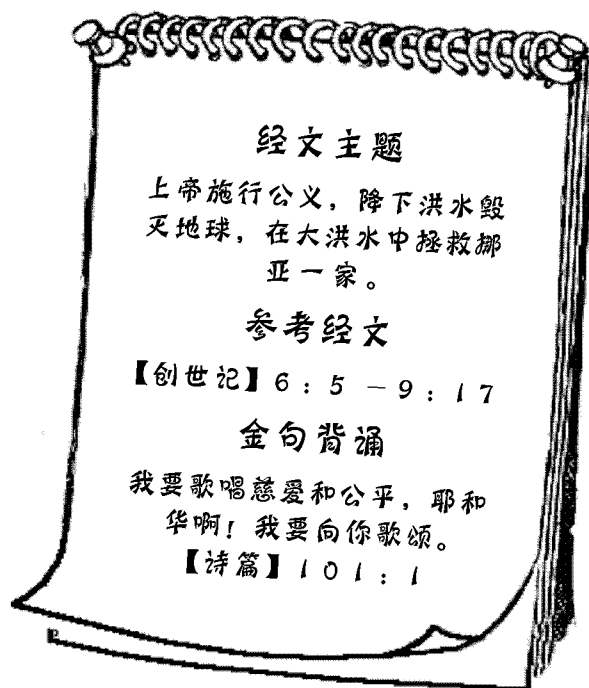 经文主题
上帝施行公义，降下洪水毁
灭地球，在大洪水中拯救挪
亚一家。
参考经文
【创世记】6：5－9：17
金句背诵
我要歌唱慈爱和公平，耶和
华啊！我要向你歌颂。
【诗篇】101：1